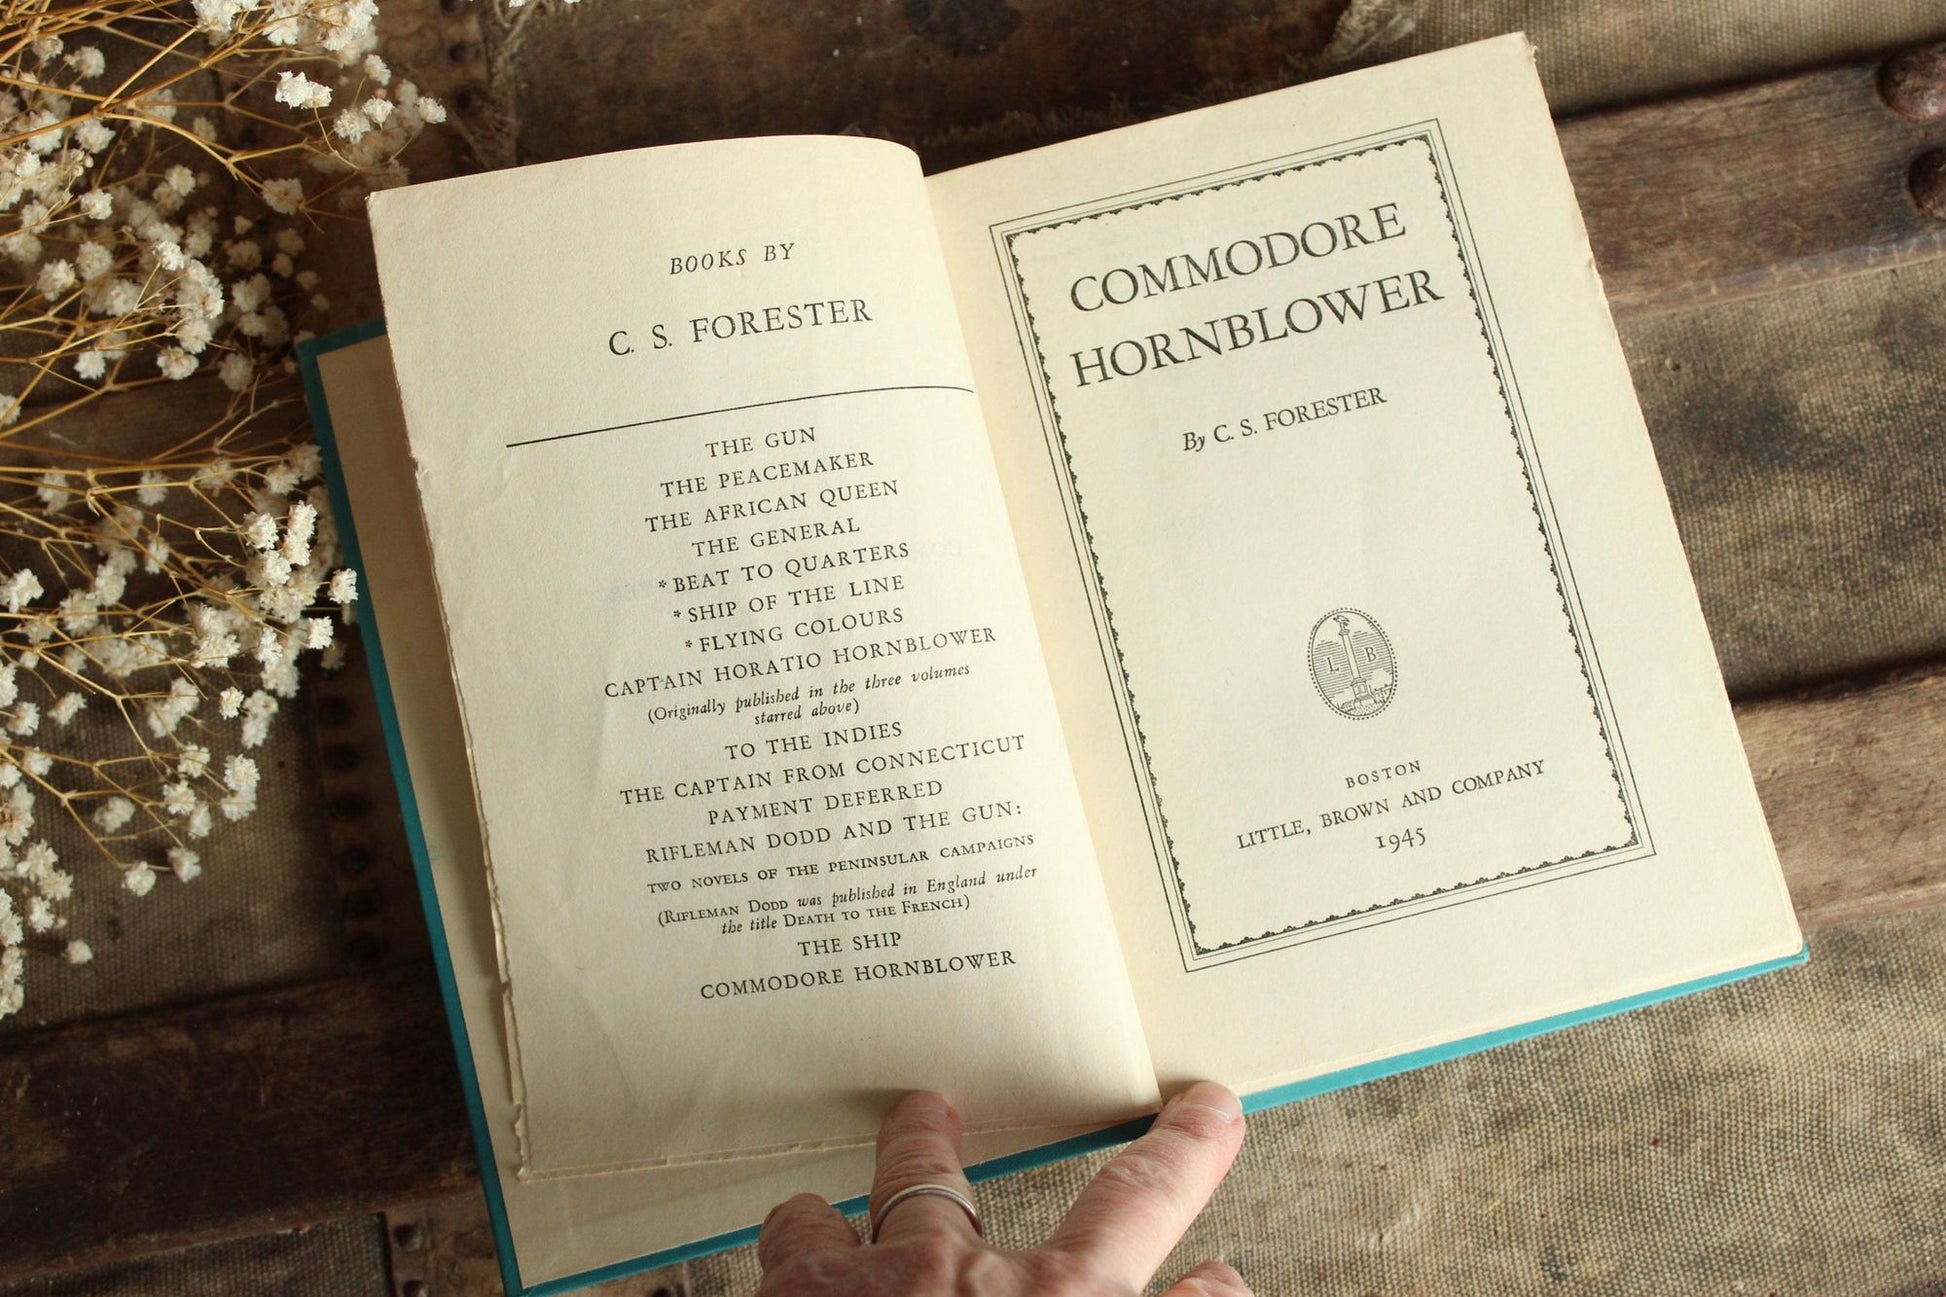 BOOKS BY
C. S. FORESTER
THE GUN
THE PEACEMAKER
THE AFRICAN QUEEN
THE GENERAL
*BEAT TO QUARTERS
*SHIP OF THE LINE
*FLYING COLOURS
CAPTAIN HORATIO HORNBLOWER
(Originally published in the three volumes
starred above)
TO THE INDIES
THE CAPTAIN FROM CONNECTICUT
PAYMENT DEFERRED
RIFLEMAN DODD AND THE GUN:
TWO NOVELS OF THE PENINSULAR CAMPAIGNS
(RIFLEMAN DODD was published in England under
the title DEATH TO THE FRENCH)
THE SHIP
COMMODORE HORNBLOWER
COMMODORE
HORNBLOWER
By C. S. FORESTER
L B
BOSTON
LITTLE, BROWN AND COMPANY
1945